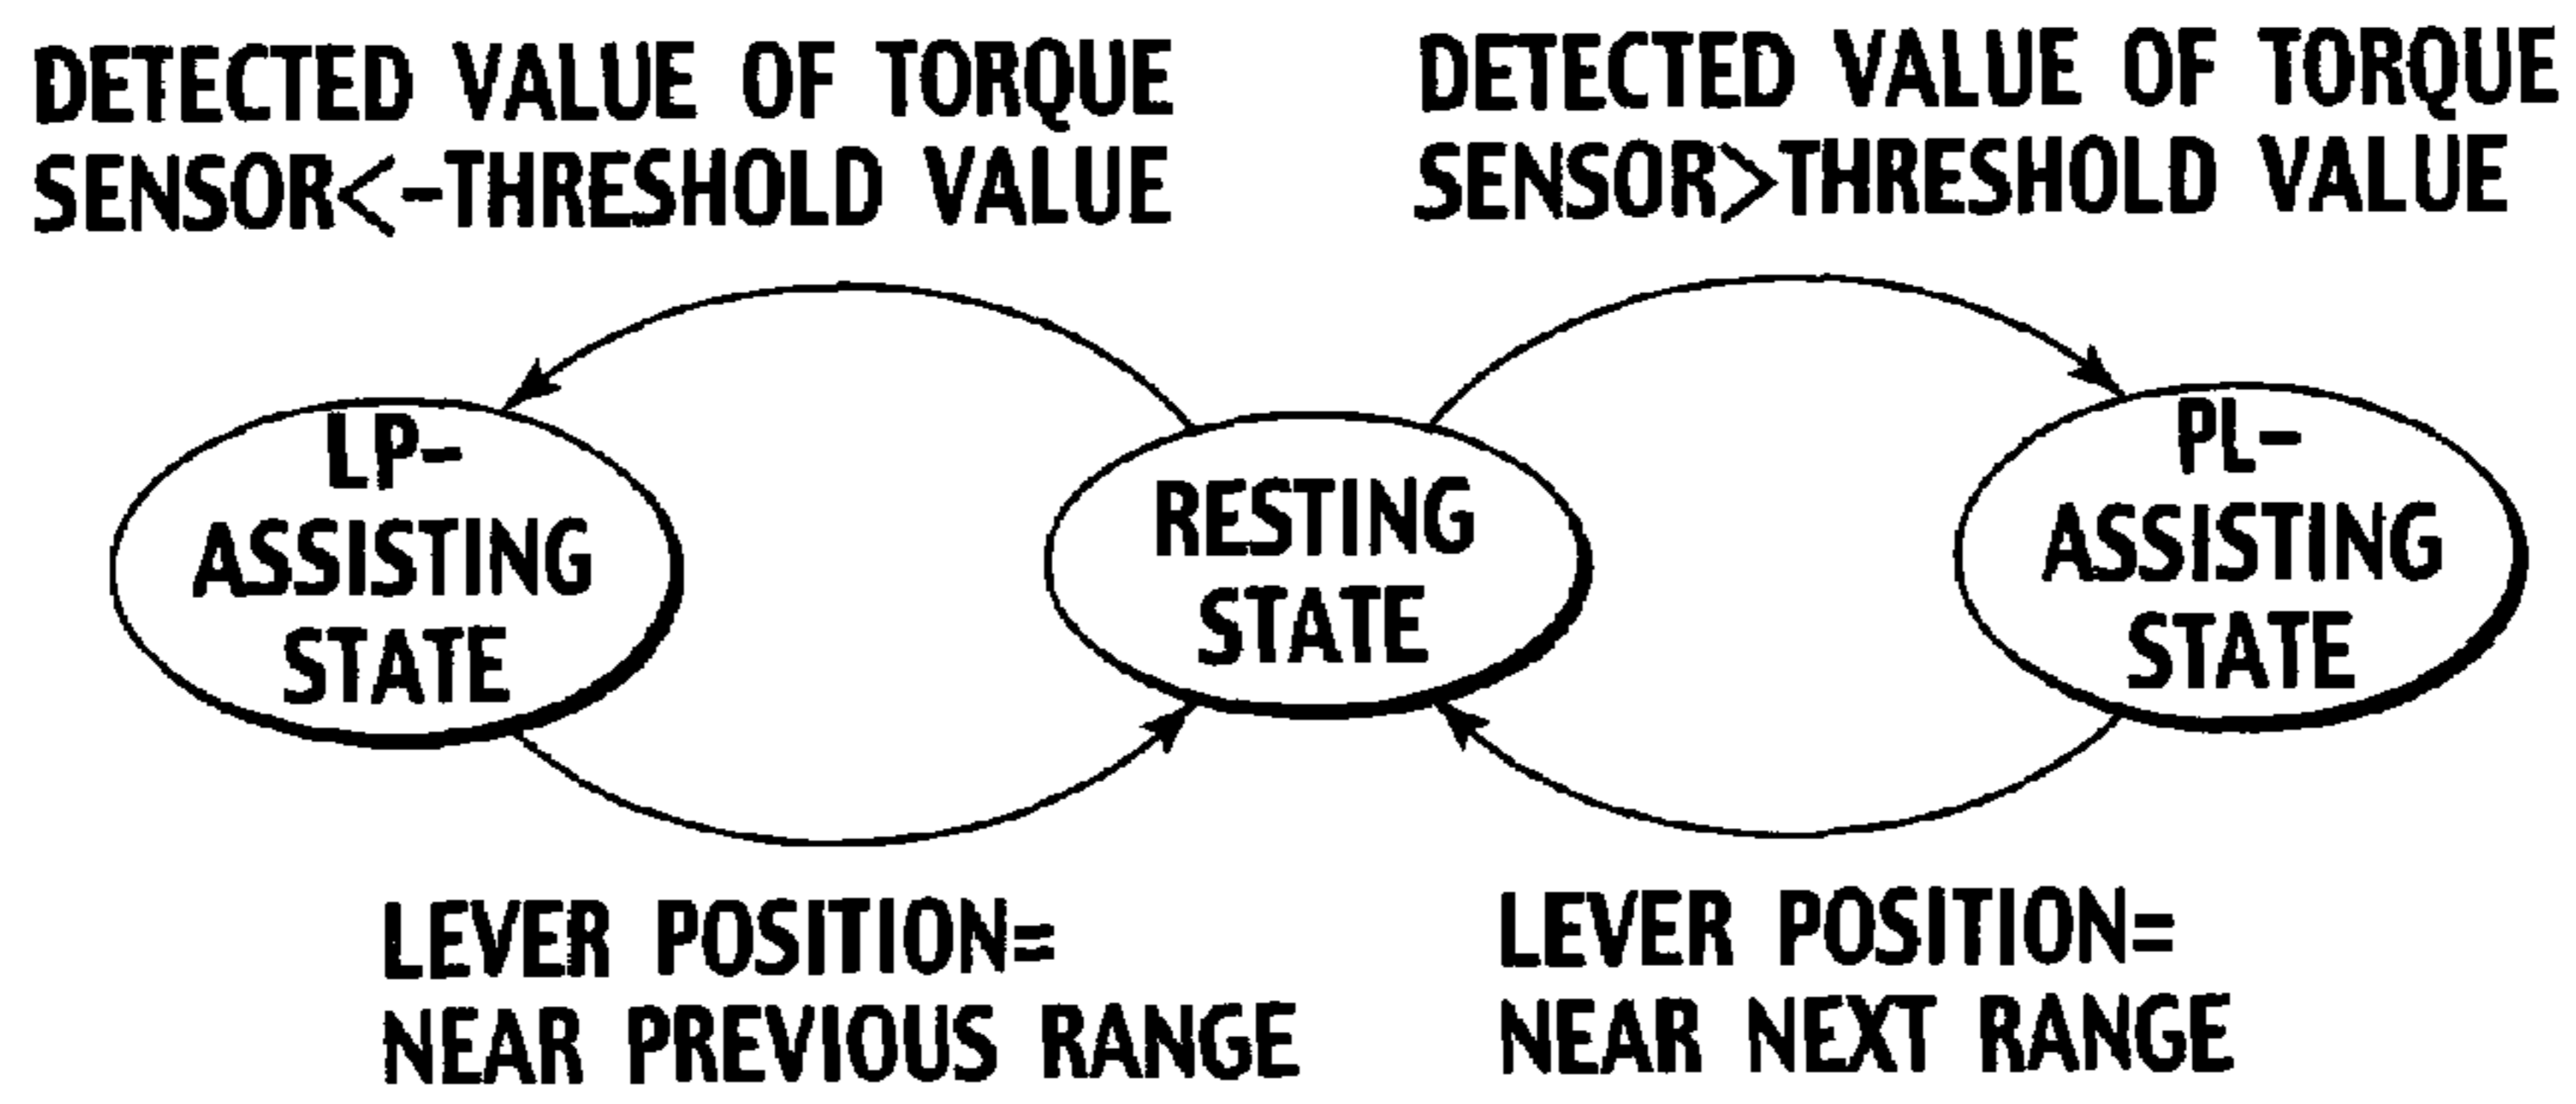 DETECTED VALUE OF TORQUE
SENSOR<-THRESHOLD VALUE
DETECTED VALUE OF TORQUE
SENSOR>THRESHOLD VALUE
LP-
ASSISTING
STATE
RESTING
STATE
PL-
ASSISTING
STATE
LEVER POSITION=
NEAR PREVIOUS RANGE
LEVER POSITION=
NEAR NEXT RANGE